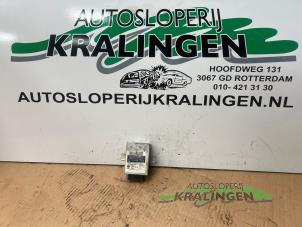 AUTOSLOPERIJ
KRALINGEN
HOOFDWEG 131
3067 GD ROTTERDAM
010- 421 31 30
AUTOSLOPERIJKRALINGEN.NL
AUTOSLOPERIJ
KRALINGEN